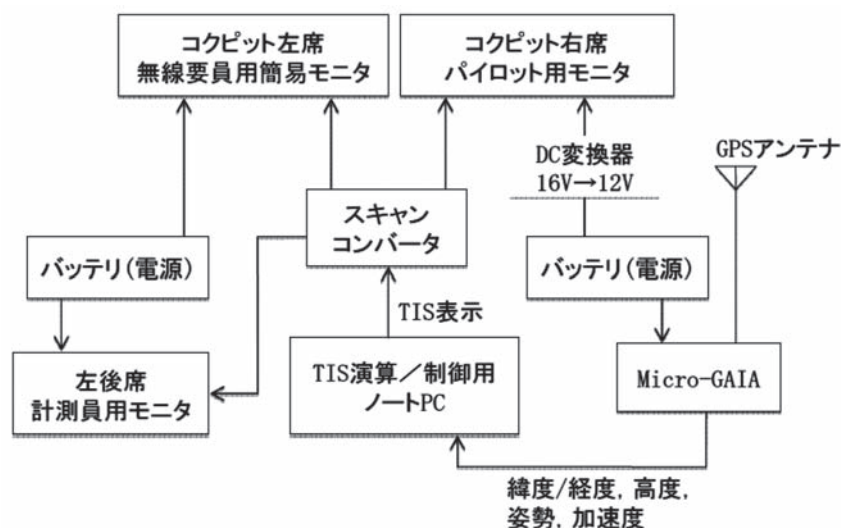 コクピット左席
無線要員用簡易モニタ
コクピット右席
パイロット用モニタ
DC変換器
16V→12V
GPSアンテナ
スキャン
コンバータ
バッテリ(電源)
バッテリ(電源)
TIS表示
左後席
計測員用モニタ
TIS演算／制御用
ノートPC
Micro-GAIA
緯度/経度, 高度,
姿勢, 加速度